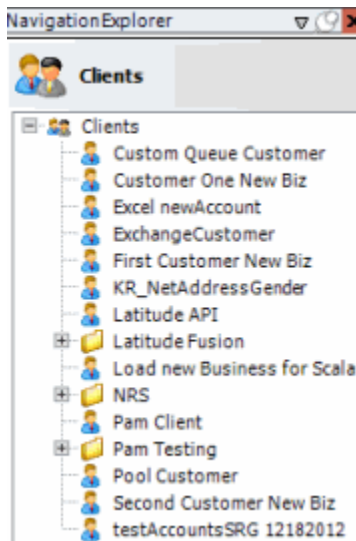 NavigationExplorer
Clients
Clients
Custom Queue Customer
Customer One New Biz
Excel newAccount
ExchangeCustomer
First Customer New Biz
KR_NetAddressGender
Latitude API
Latitude Fusion
Load new Business for Scala
NRS
Pam Client
Pam Testing
Pool Customer
Second Customer New Biz
testAccountsSRG 12182012